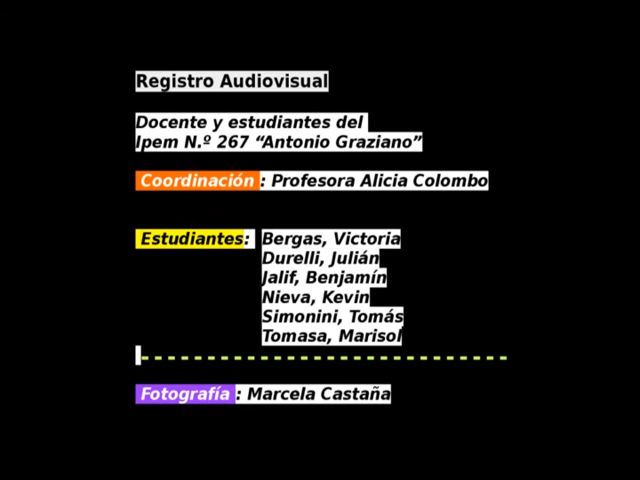 Registro Audiovisual
Docente y estudiantes del
Ipem N.º 267 “Antonio Graziano”
Coordinación : Profesora Alicia Colombo
Estudiantes: Bergas, Victoria
Durelli, Julián
Jalif, Benjamín
Nieva, Kevin
Simonini, Tomás
Tomasa, Marisol
- - - - - - - - - - - - - - - - - - - - - - - - - - - -
Fotografía : Marcela Castaña